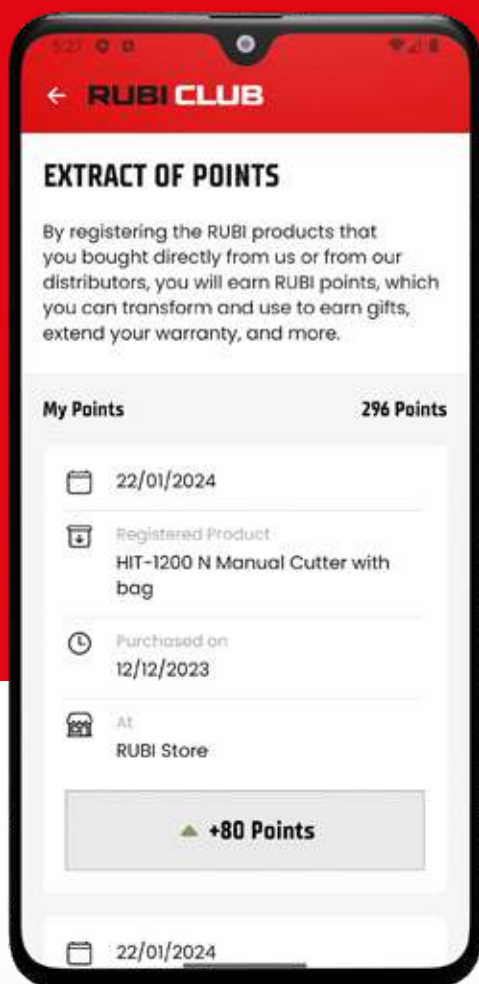 5:27
RUBI CLUB
EXTRACT OF POINTS
By registering the RUBI products that
you bought directly from us or from our
distributors, you will earn RUBI points, which
you can transform and use to earn gifts,
extend your warranty, and more.
My Points 296 Points
22/01/2024
Registered Product
HIT-1200 N Manual Cutter with
bag
Purchased on
12/12/2023
At
RUBI Store
+80 Points
22/01/2024